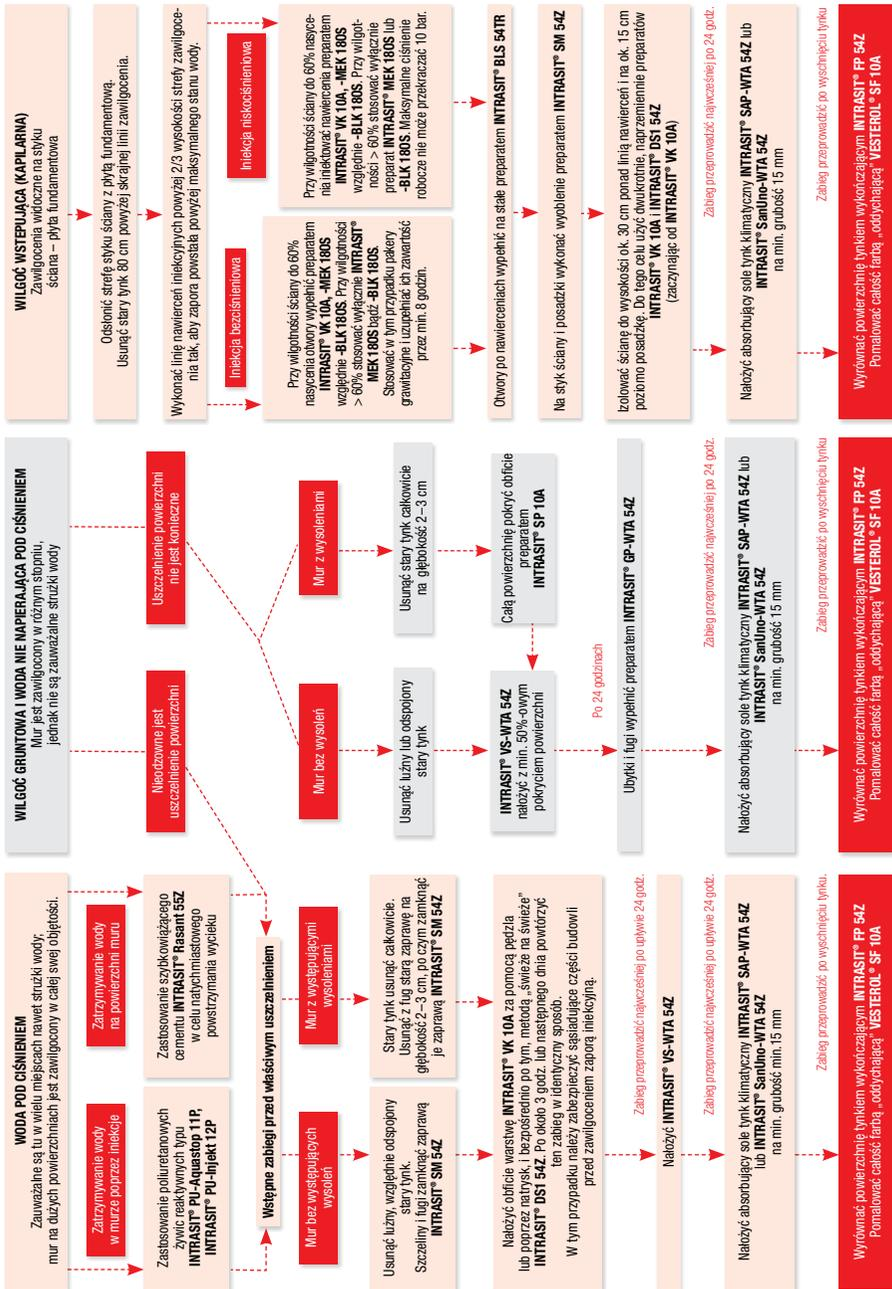 WODA POD CIŚNIENIEM
Zauważalne są tu w wielu miejscach nawet strużki wody;
mur na dużych powierzchniach jest zawilgocony w całej swej objętości.
Zatrzymywanie wody
w murze poprzez iniekcje
Zatrzymywanie wody
na powierzchni muru
Zastosowanie poliuretanowych
żywic reaktywnych typu
INTRASIT® PU-Aquastop 11P,
INTRASIT® PU-Injekt 12P
Zastosowanie szybkowiążącego
cementu INTRASIT® Rasant 55Z
w celu natychmiastowego
powstrzymania wycieku
Wstępne zabiegi przed właściwym uszczelnieniem
Mur bez występujących
wysoleń
Mur z występującymi
wysoleniami
Usunąć luźny, względnie odspojony
stary tynk.
Szczeliny i fugi zamknąć zaprawą
INTRASIT® SM 54Z
Stary tynk usunąć całkowicie.
Usunąć z fug starą zaprawę na
głębokość 2–3 cm, po czym zamknąć
je zaprawą INTRASIT® SM 54Z
Nałożyć obficie warstwę INTRASIT® VK 10A za pomocą pędzla
lub poprzez natrysk, i bezpośrednio po tym, metodą „świeże na świeże”
INTRASIT® DS1 54Z. Po około 3 godz. lub następnego dnia powtórzyć
ten zabieg w identyczny sposób.
W tym przypadku należy zabezpieczyć sąsiadujące części budowli
przed zawilgoceniem zaporą iniekcyjną.
Zabieg przeprowadzić najwcześniej po upływie 24 godz.
Nałożyć INTRASIT® VS-WTA 54Z
Zabieg przeprowadzić najwcześniej po upływie 24 godz.
Nałożyć absorbujący sole tynk klimatyczny INTRASIT® SAP-WTA 54Z
lub INTRASIT® SanUno-WTA 54Z
na min. grubość min.15 mm
Zabieg przeprowadzić po wyschnięciu tynku.
Wyrównać powierzchnię tynkiem wykończającym INTRASIT® FP 54Z
Pomalować całość farbą „oddychającą” VESTEROL® SF 10A
WILGOĆ GRUNTOWA I WODA NIE NAPIERAJĄCA POD CIŚNIENIEM
Mur jest zawilgocony w różnym stopniu,
jednak nie są zauważalne strużki wody
Nieodzowne jest
uszczelnienie powierzchni
Uszczelnienie powierzchni
nie jest konieczne
Mur bez wysoleń
Mur z wysoleniami
Usunąć luźny lub odspojony
stary tynk
Usunąć stary tynk całkowicie
na głębokość 2–3 cm
INTRASIT® VS-WTA 54Z
nałożyć z min. 50%-owym
pokryciem powierzchni
Całą powierzchnię pokryć obficie
preparatem
INTRASIT® SP 10A
Po 24 godzinach
Ubytki i fugi wypełnić preparatem INTRASIT® GP-WTA 54Z
Zabieg przeprowadzić najwcześniej po 24 godz.
Nałożyć absorbujący sole tynk klimatyczny INTRASIT® SAP-WTA 54Z lub
INTRASIT® SanUno-WTA 54Z
na min. grubość 15 mm
Zabieg przeprowadzić po wyschnięciu tynku
Wyrównać powierzchnię tynkiem wykończającym INTRASIT® FP 54Z
Pomalować całość farbą „oddychającą” VESTEROL® SF 10A
WILGOĆ WSTEPUJĄCA (KAPILARNA)
Zawilgocenia widoczne na styku
ściana – płyta fundamentowa
Odsłonić strefę styku ściany z płytą fundamentową.
Usunąć stary tynk 80 cm powyżej skrajnej linii zawilgocenia.
Wykonać linię nawierceń iniekcyjnych powyżej 2/3 wysokości strefy zawilgoce-
nia tak, aby zapora powstała powyżej maksymalnego stanu wody.
Iniekcja bezciśnieniowa
Iniekcja niskociśnieniowa
Przy wilgotności ściany do 60%
nasycenia otwory wypełnić preparatem
INTRASIT® VK 10A, -MEK 180S
względnie -BLK 180S. Przy wilgotności
> 60% stosować wyłącznie INTRASIT®
MEK 180S bądź -BLK 180S.
Stosować w tym przypadku pakery
grawitacyjne i uzupełniać ich zawartość
przez min. 8 godzin.
Przy wilgotności ściany do 60% nasyce-
nia iniektować nawiercenia preparatem
INTRASIT® VK 10A, -MEK 180S
względnie -BLK 180S. Przy wilgot-
ności > 60% stosować wyłącznie
preparat INTRASIT® MEK 180S lub
-BLK 180S. Maksymalne ciśnienie
robocze nie może przekraczać 10 bar.
Otwory po nawierceniach wypełnić na stałe preparatem INTRASIT® BLS 54TR
Na styk ściany i posadzki wykonać wyoblenie preparatem INTRASIT® SM 54Z
Izolować ścianę do wysokości ok. 30 cm ponad linią nawierceń i na ok. 15 cm
poziomo posadzkę. Do tego celu użyć dwukrotnie, naprzemiennie preparatów
INTRASIT® VK 10A i INTRASIT® DS1 54Z
(zaczynając od INTRASIT® VK 10A)
Zabieg przeprowadzić najwcześniej po 24 godz.
Nałożyć absorbujący sole tynk klimatyczny INTRASIT® SAP-WTA 54Z lub
INTRASIT® SanUno-WTA 54Z
na min. grubość 15 mm
Zabieg przeprowadzić po wyschnięciu tynku
Wyrównać powierzchnię tynkiem wykończającym INTRASIT® FP 54Z
Pomalować całość farbą „oddychającą” VESTEROL® SF 10A